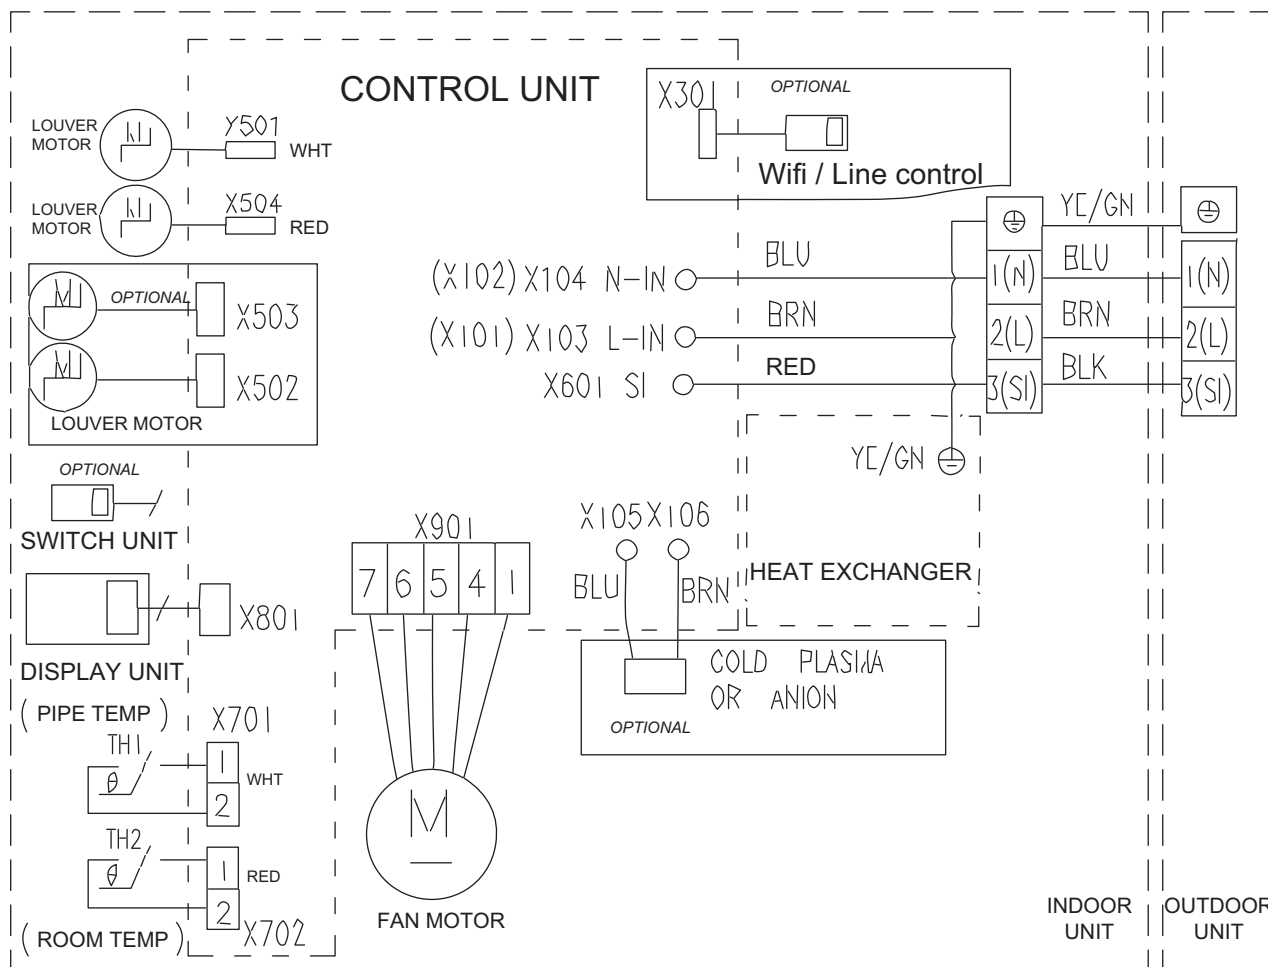 CONTROL UNIT
LOUVER
MOTOR
Y501
WHT
LOUVER
MOTOR
X504
RED
X301
OPTIONAL
Wifi / Line control
M
OPTIONAL
X503
M
X502
LOUVER MOTOR
(X102) X104 N-IN
BLU
(X101) X103 L-IN
BRN
X601 SI
RED
YE/GN
1(N)
BLU
1(N)
2(L)
BRN
2(L)
3(SI)
BLK
3(SI)
YE/GN
HEAT EXCHANGER
OPTIONAL
SWITCH UNIT
X801
DISPLAY UNIT
X901
7 6 5 4 1
M
FAN MOTOR
X105 X106
BLU BRN
COLD PLASMA
OR ANION
OPTIONAL
(PIPE TEMP)
X701
TH1
θ
1
WHT
2
TH2
θ
1
RED
2
(ROOM TEMP)
X702
INDOOR
UNIT
OUTDOOR
UNIT